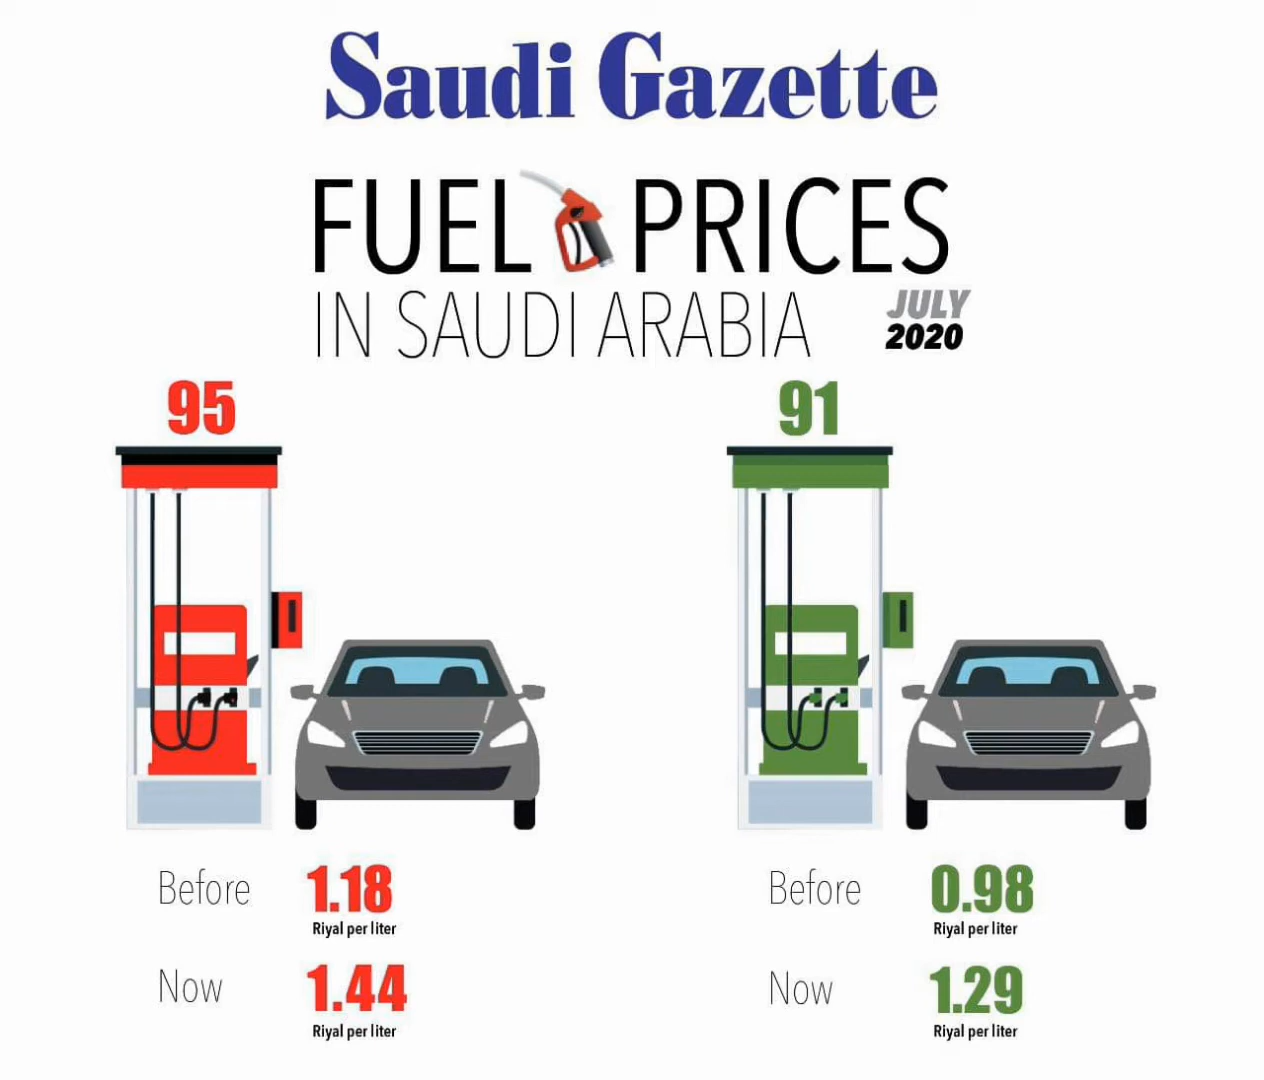 Saudi Gazette
FUEL PRICES
IN SAUDI ARABIA
JULY
2020
95
Before 1.18
Riyal per liter
Now 1.44
Riyal per liter
91
Before 0.98
Riyal per liter
Now 1.29
Riyal per liter